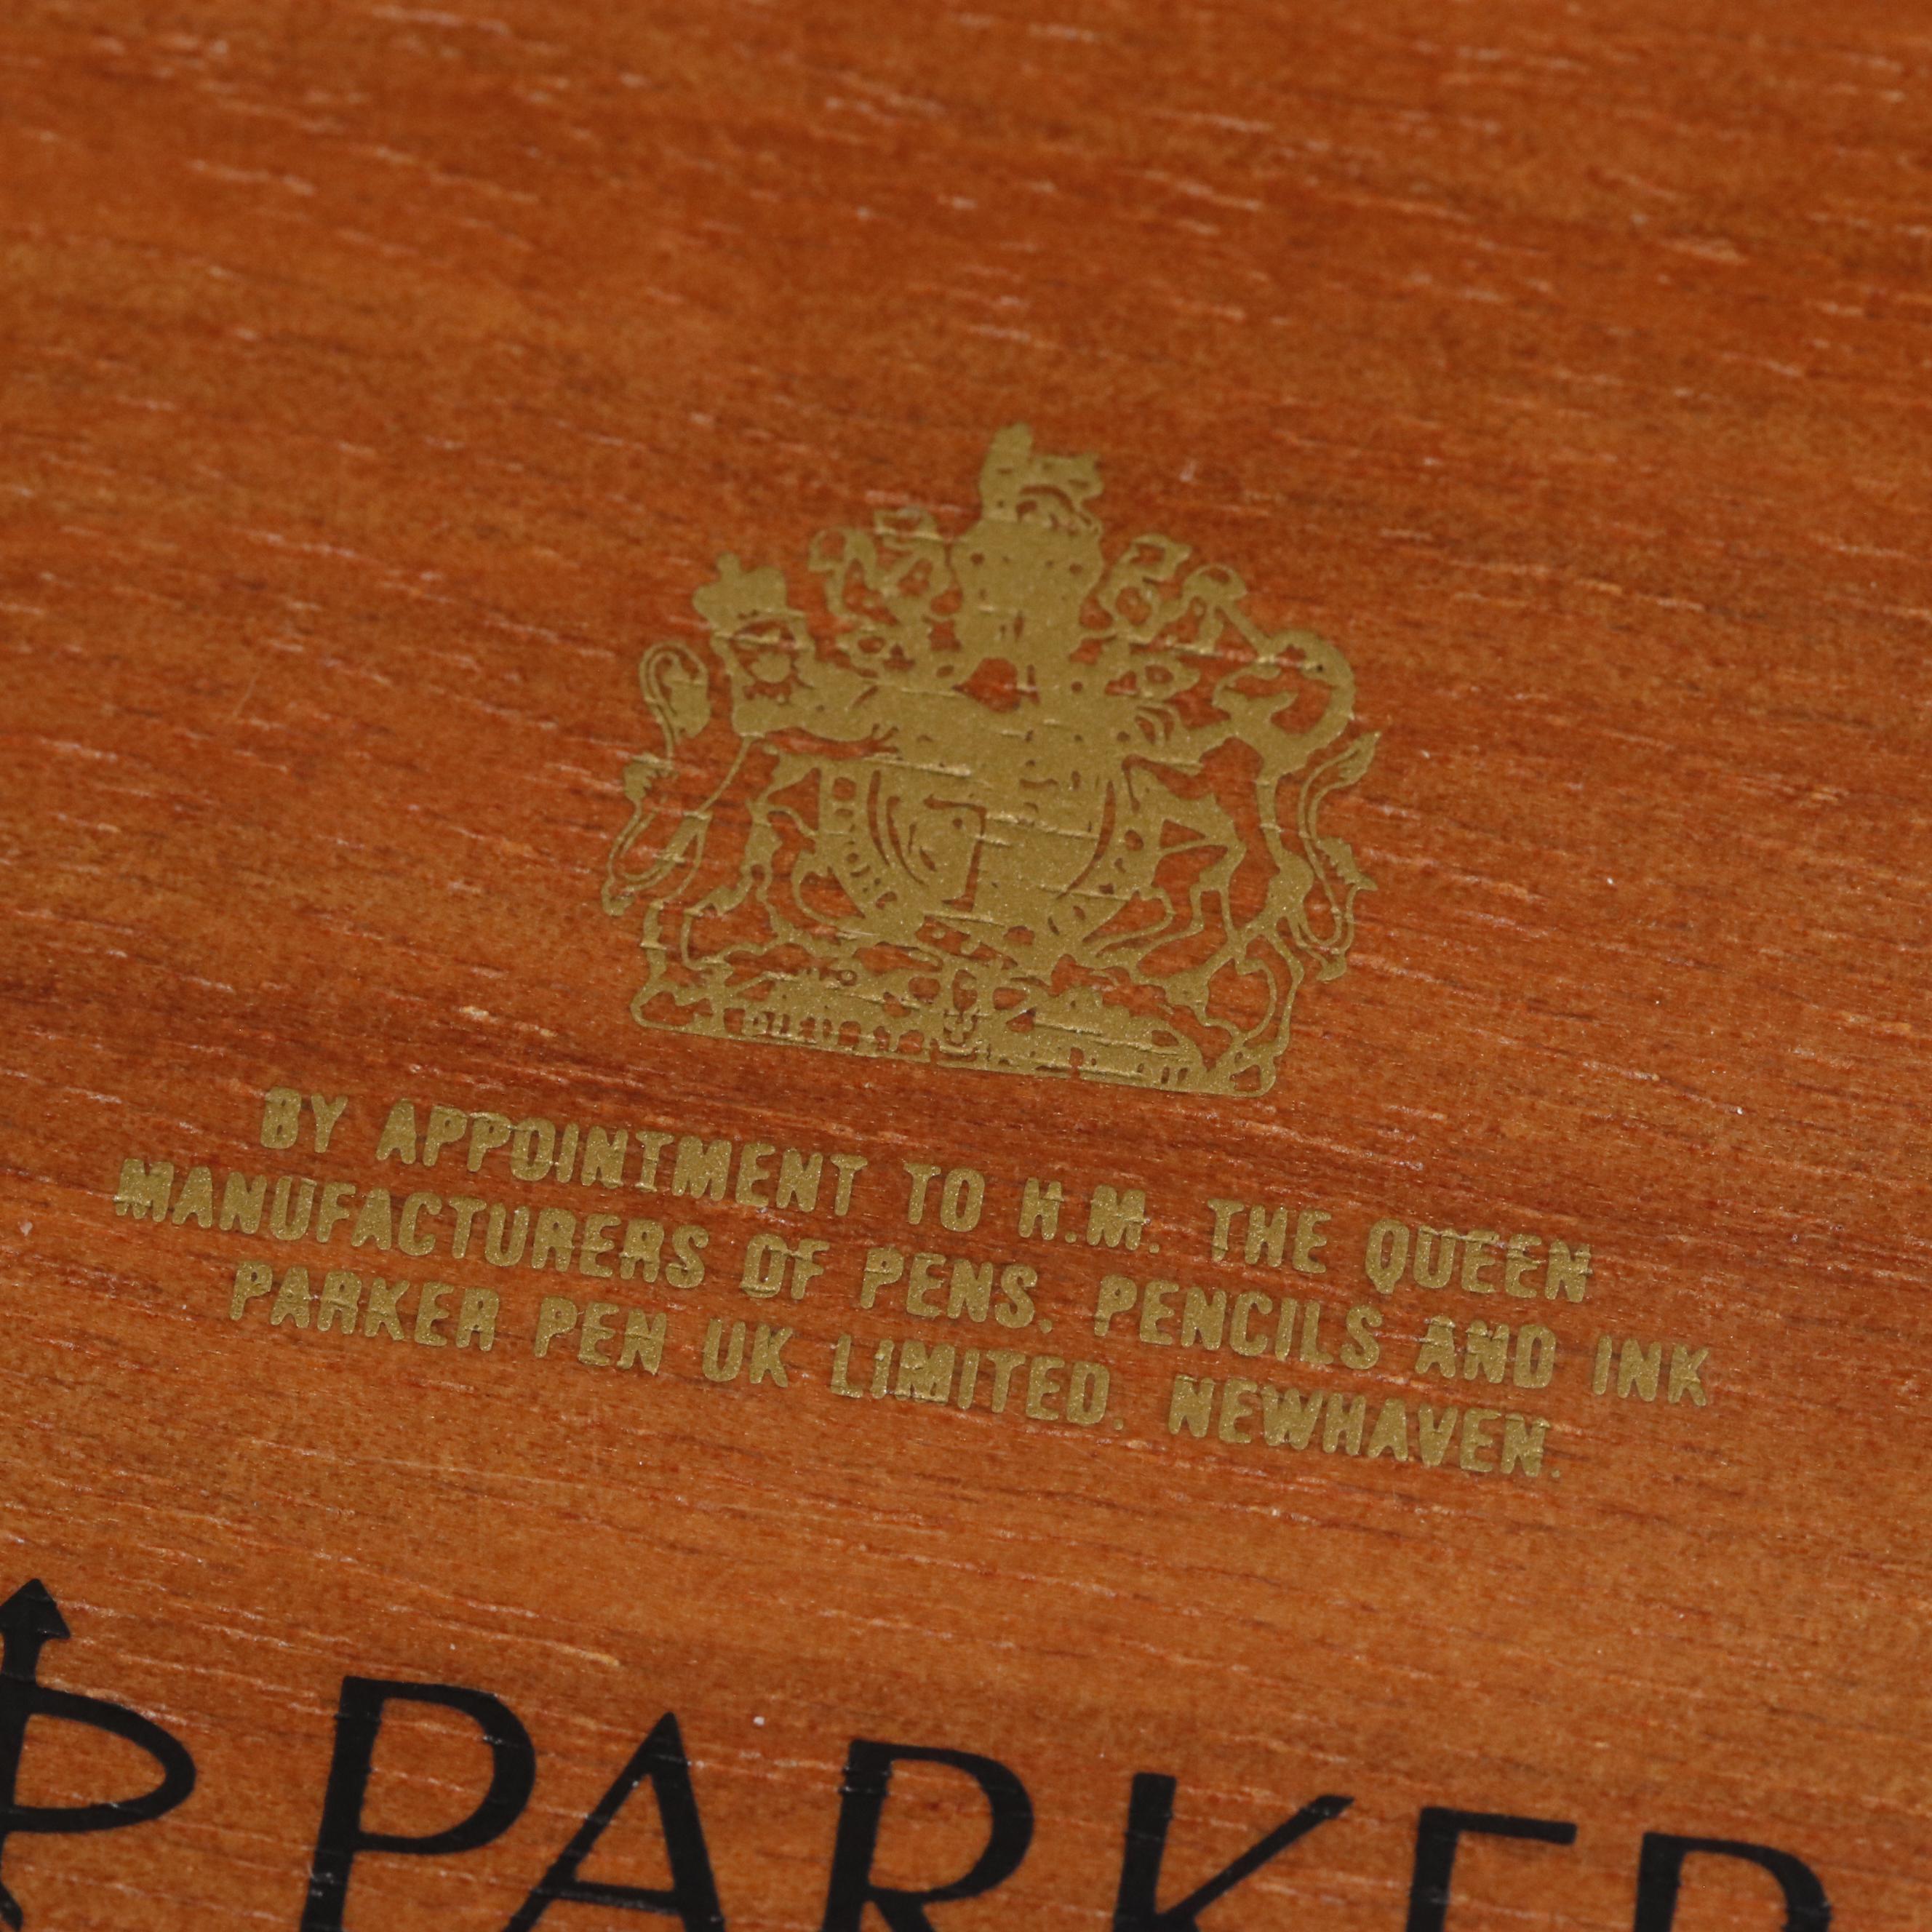 BY APPOINTMENT TO H.M. THE QUEEN
MANUFACTURERS OF PENS, PENCILS AND INK
PARKER PEN UK LIMITED. NEWHAVEN.
PARKER